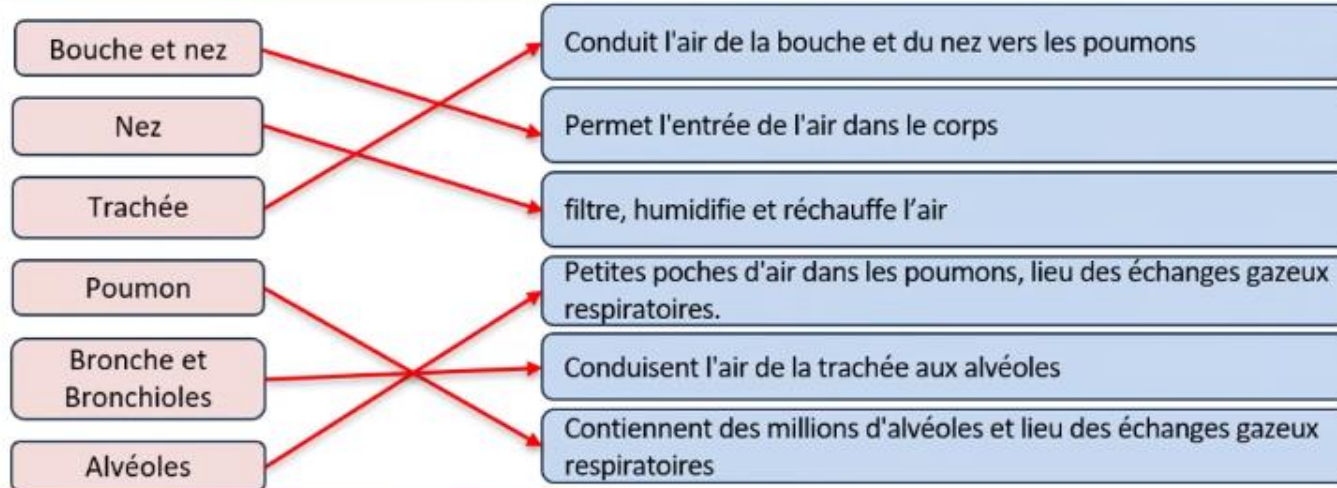 Bouche et nez
Conduit l'air de la bouche et du nez vers les poumons
Nez
Permet l'entrée de l'air dans le corps
Trachée
filtre, humidifie et réchauffe l’air
Poumon
Petites poches d'air dans les poumons, lieu des échanges gazeux
respiratoires.
Bronche et
Bronchioles
Conduisent l'air de la trachée aux alvéoles
Alvéoles
Contiennent des millions d'alvéoles et lieu des échanges gazeux
respiratoires